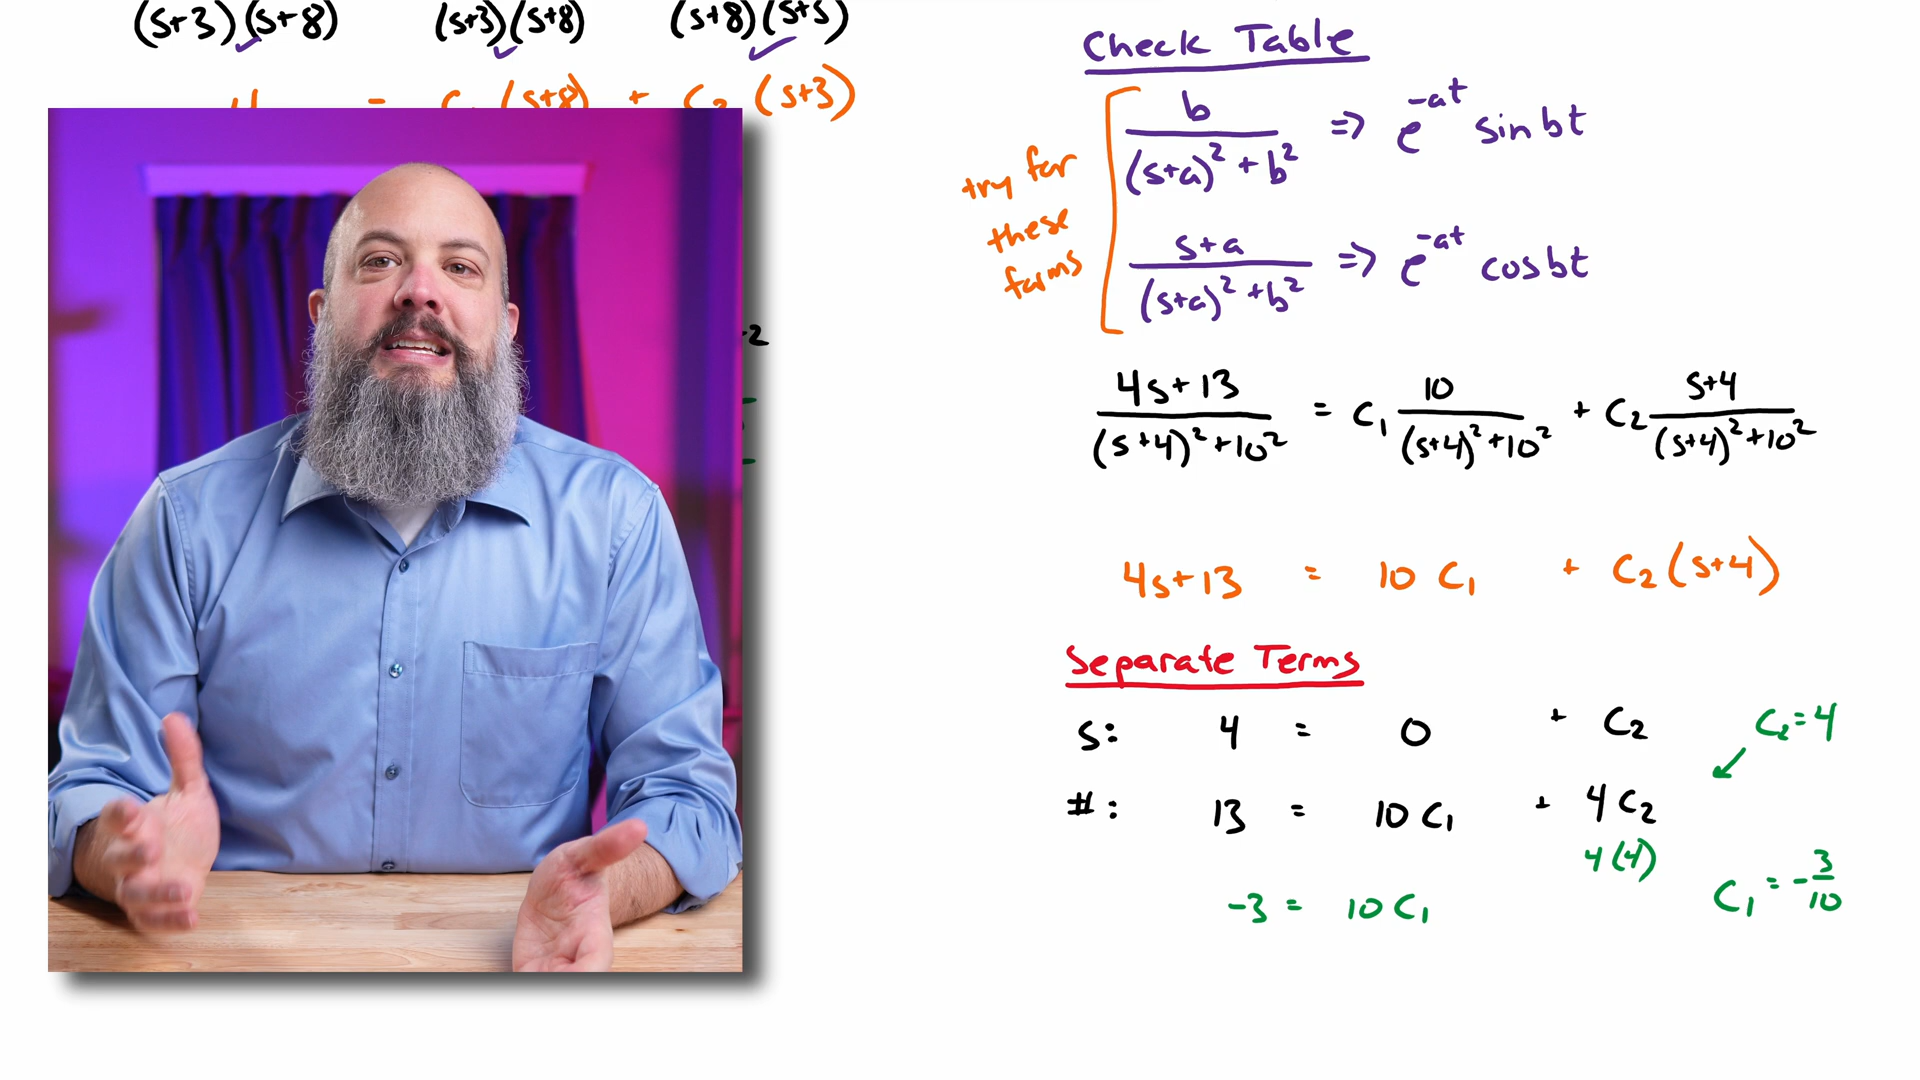 (s+3)(s+8) (s+3)(s+8) (s+8)(s+3)
= C (s+8) + C₂ (s+3)
Check Table
try for these forms
b / (s+a)² + b² => e^-at sin bt
s+a / (s+a)² + b² => e^-at cos bt
4s+13 / (s+4)² + 10² = C₁ 10 / (s+4)² + 10² + C₂ s+4 / (s+4)² + 10²
4s+13 = 10 C₁ + C₂ (s+4)
Separate Terms
s: 4 = 0 + C₂ C₂ = 4
#: 13 = 10 C₁ + 4 C₂
4(4)
-3 = 10 C₁ C₁ = -3/10